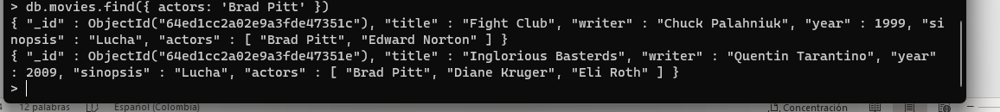 > db.movies.find({ actors: 'Brad Pitt' })
{ "_id" : ObjectId("64ed1cc2a02e9a3fde47351c"), "title" : "Fight Club", "writer" : "Chuck Palahniuk", "year" : 1999, "si
nopsis" : "Lucha", "actors" : [ "Brad Pitt", "Edward Norton" ] }
{ "_id" : ObjectId("64ed1cc2a02e9a3fde47351e"), "title" : "Inglorious Basterds", "writer" : "Quentin Tarantino", "year"
: 2009, "sinopsis" : "Lucha", "actors" : [ "Brad Pitt", "Diane Kruger", "Eli Roth" ] }
>
12 palabras Español (Colombia) Concentración